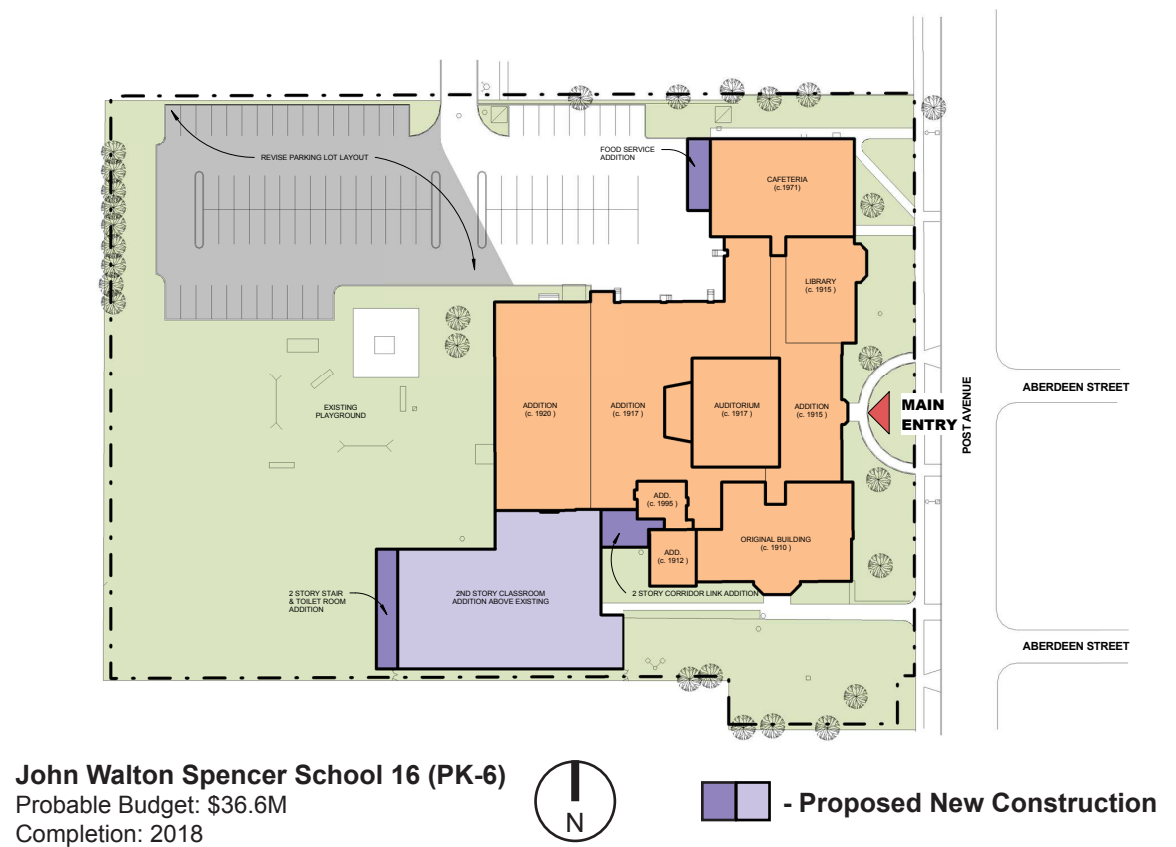 REVISE PARKING LOT LAYOUT
FOOD SERVICE
ADDITION
CAFETERIA
(c.1971)
LIBRARY
(c. 1915 )
EXISTING
PLAYGROUND
ADDITION
(c. 1920 )
ADDITION
(c. 1917 )
AUDITORIUM
(c. 1917 )
ADDITION
(c. 1915 )
MAIN
ENTRY
POST AVENUE
ABERDEEN STREET
ADD.
(c. 1995 )
ORIGINAL BUILDING
(c. 1910 )
ADD.
(c. 1912 )
2 STORY STAIR
& TOILET ROOM
ADDITION
2ND STORY CLASSROOM
ADDITION ABOVE EXISTING
2 STORY CORRIDOR LINK ADDITION
ABERDEEN STREET
John Walton Spencer School 16 (PK-6)
Probable Budget: $36.6M
Completion: 2018
N
- Proposed New Construction